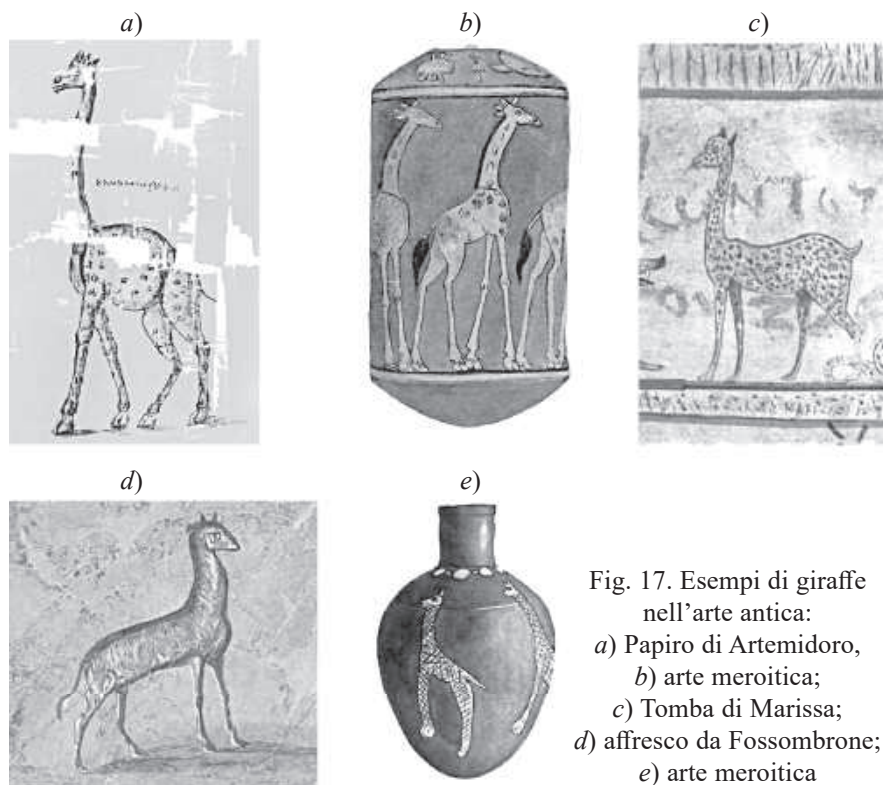 a)
b)
c)
d)
e)
Fig. 17. Esempi di giraffe
nell’arte antica:
a) Papiro di Artemidoro,
b) arte meroitica;
c) Tomba di Marissa;
d) affresco da Fossombrone;
e) arte meroitica